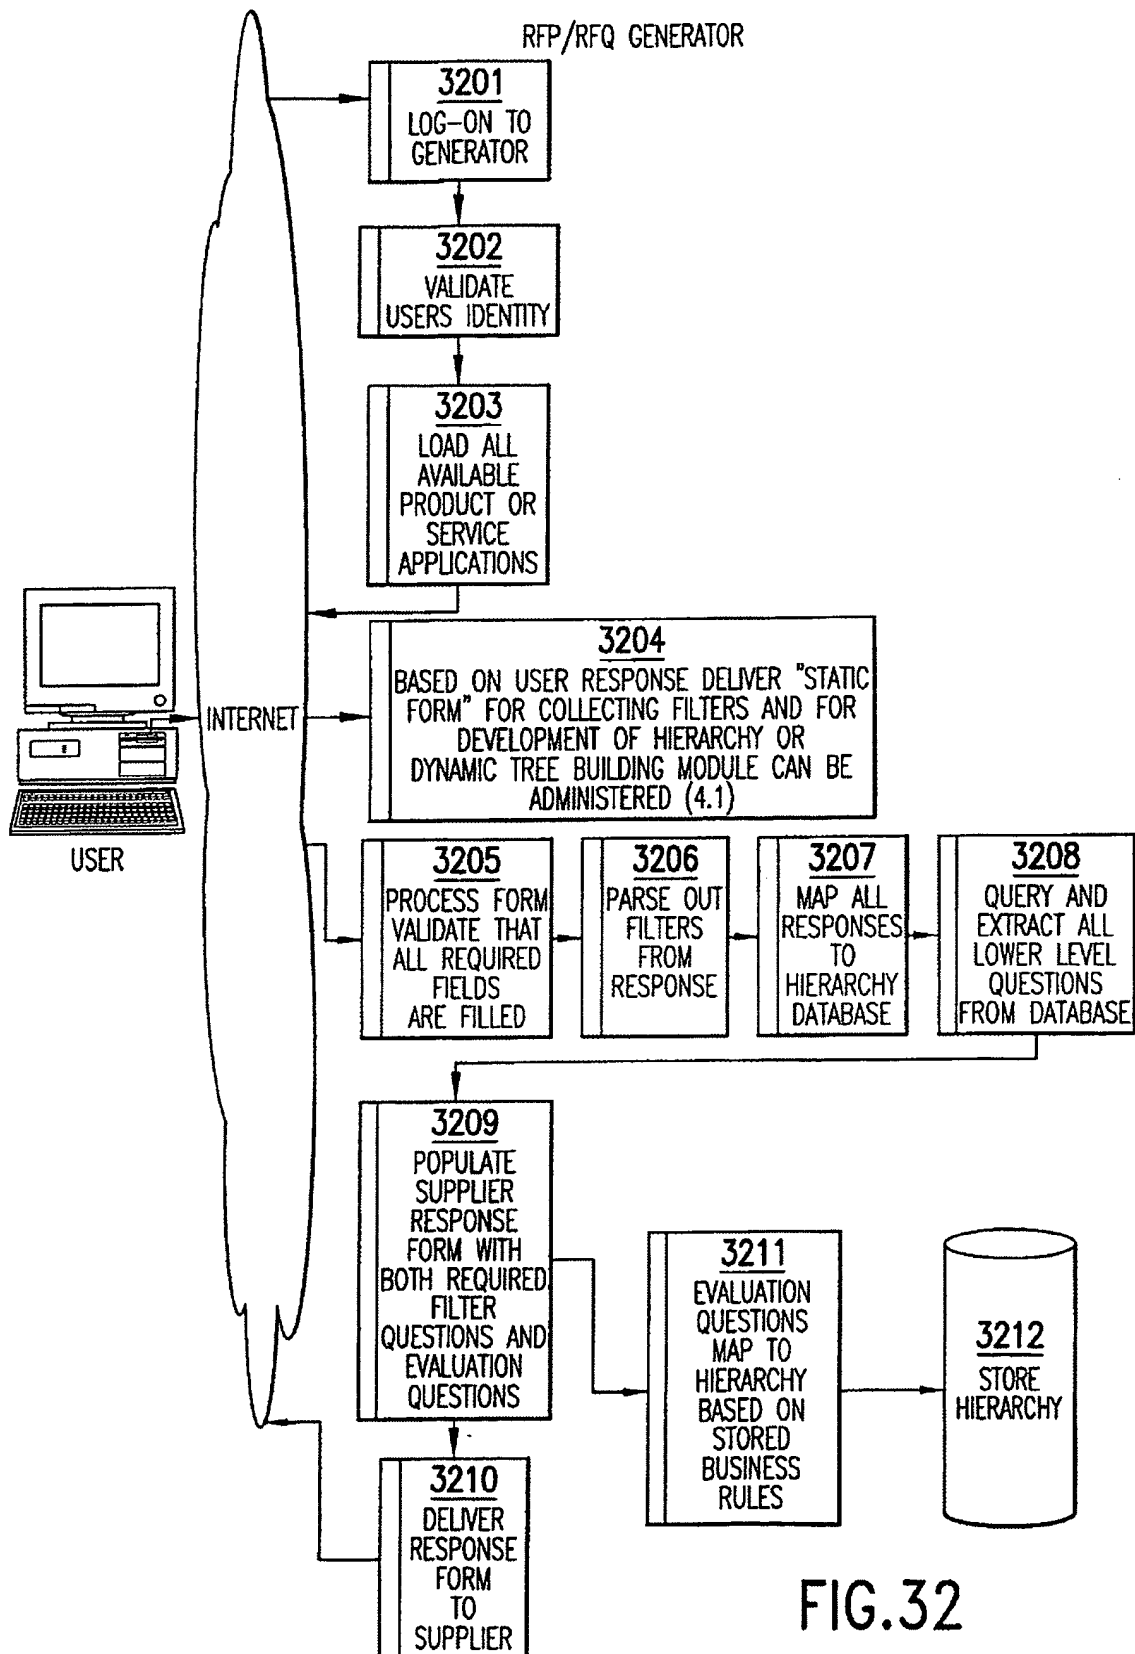 RFP/RFQ GENERATOR
3201
LOG-ON TO
GENERATOR
3202
VALIDATE
USERS IDENTITY
3203
LOAD ALL
AVAILABLE
PRODUCT OR
SERVICE
APPLICATIONS
3204
BASED ON USER RESPONSE DELIVER "STATIC
FORM" FOR COLLECTING FILTERS AND FOR
DEVELOPMENT OF HIERARCHY OR
DYNAMIC TREE BUILDING MODULE CAN BE
ADMINISTERED (4.1)
INTERNET
USER
3205
PROCESS FORM
VALIDATE THAT
ALL REQUIRED
FIELDS
ARE FILLED
3206
PARSE OUT
FILTERS
FROM
RESPONSE
3207
MAP ALL
RESPONSES
TO
HIERARCHY
DATABASE
3208
QUERY AND
EXTRACT ALL
LOWER LEVEL
QUESTIONS
FROM DATABASE
3209
POPULATE
SUPPLIER
RESPONSE
FORM WITH
BOTH REQUIRED
FILTER
QUESTIONS AND
EVALUATION
QUESTIONS
3211
EVALUATION
QUESTIONS
MAP TO
HIERARCHY
BASED ON
STORED
BUSINESS
RULES
3212
STORE
HIERARCHY
3210
DELIVER
RESPONSE
FORM
TO
SUPPLIER
FIG.32